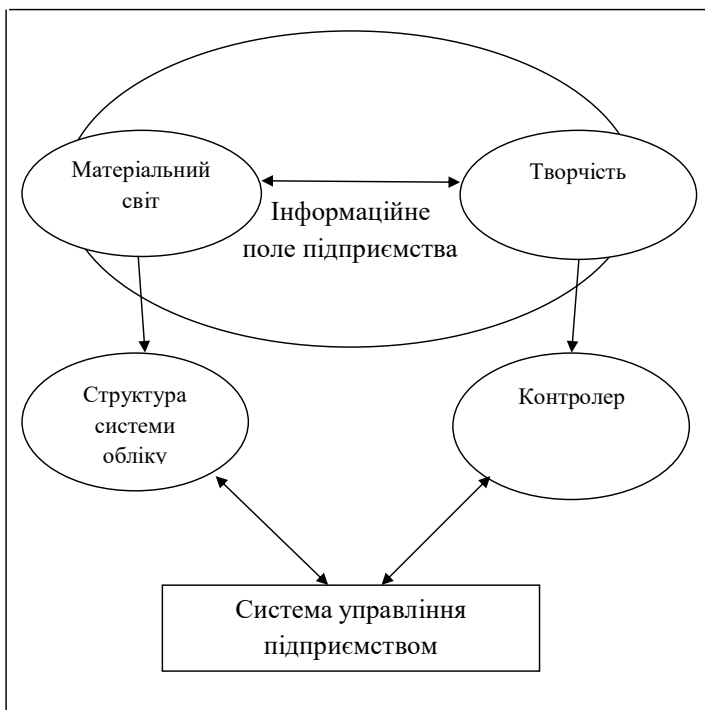 Матеріальний
світ
Творчість
Інформаційне
поле підприємства
Структура
системи
обліку
Контролер
Система управління
підприємством